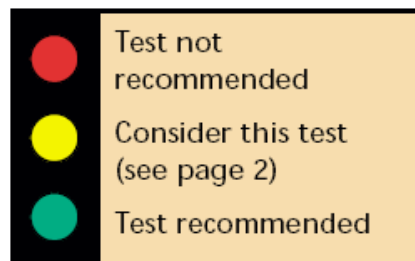 Test not
recommended
Consider this test
(see page 2)
Test recommended